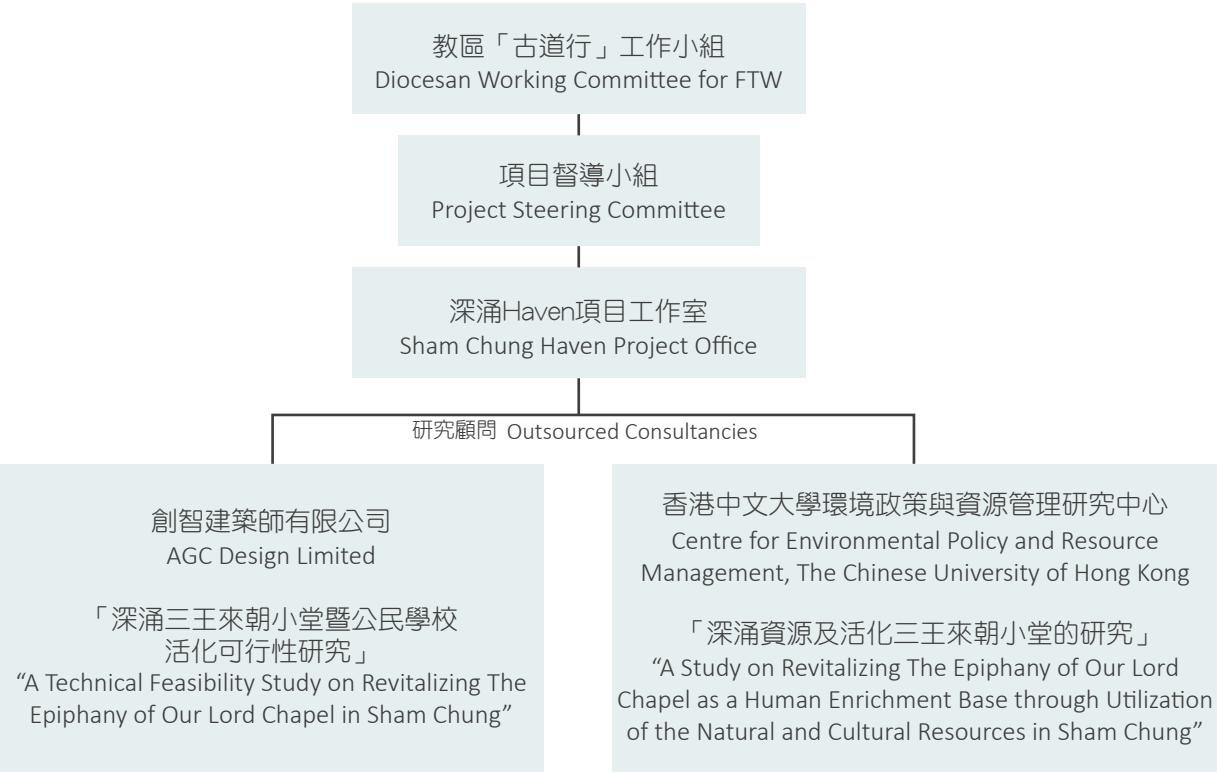 教區「古道行」工作小組
Diocesan Working Committee for FTW
項目督導小組
Project Steering Committee
深涌Haven項目工作室
Sham Chung Haven Project Office
研究顧問 Outsourced Consultancies
創智建築師有限公司
AGC Design Limited
「深涌三王來朝小堂暨公民學校
活化可行性研究」
“A Technical Feasibility Study on Revitalizing The
Epiphany of Our Lord Chapel in Sham Chung”
香港中文大學環境政策與資源管理研究中心
Centre for Environmental Policy and Resource
Management, The Chinese University of Hong Kong
「深涌資源及活化三王來朝小堂的研究」
“A Study on Revitalizing The Epiphany of Our Lord
Chapel as a Human Enrichment Base through Utilization
of the Natural and Cultural Resources in Sham Chung”